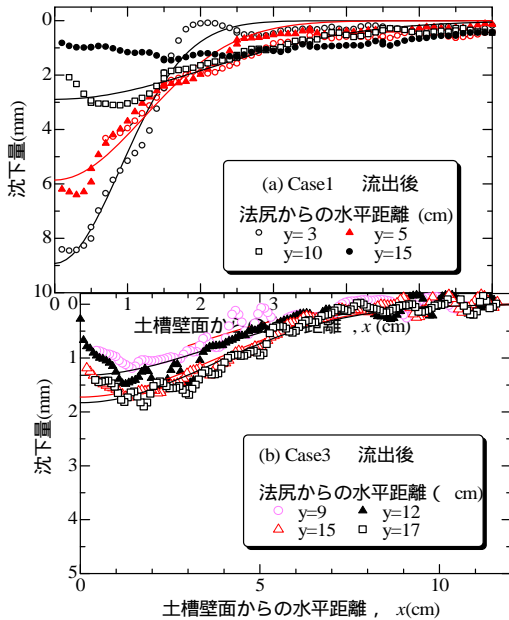 0
2
4
6
8
10
沈下量(mm)
(a) Case1 流出後
法尻からの水平距離 (cm)
y= 3 y= 5
y=10 y=15
0 1 2 3
土槽壁面からの水平距離 , x (cm)
0
1
2
3
4
5
沈下量(mm)
(b) Case3 流出後
法尻からの水平距離 ( cm)
y=9 y=12
y=15 y=17
0 5 10
土槽壁面からの水平距離 , x(cm)